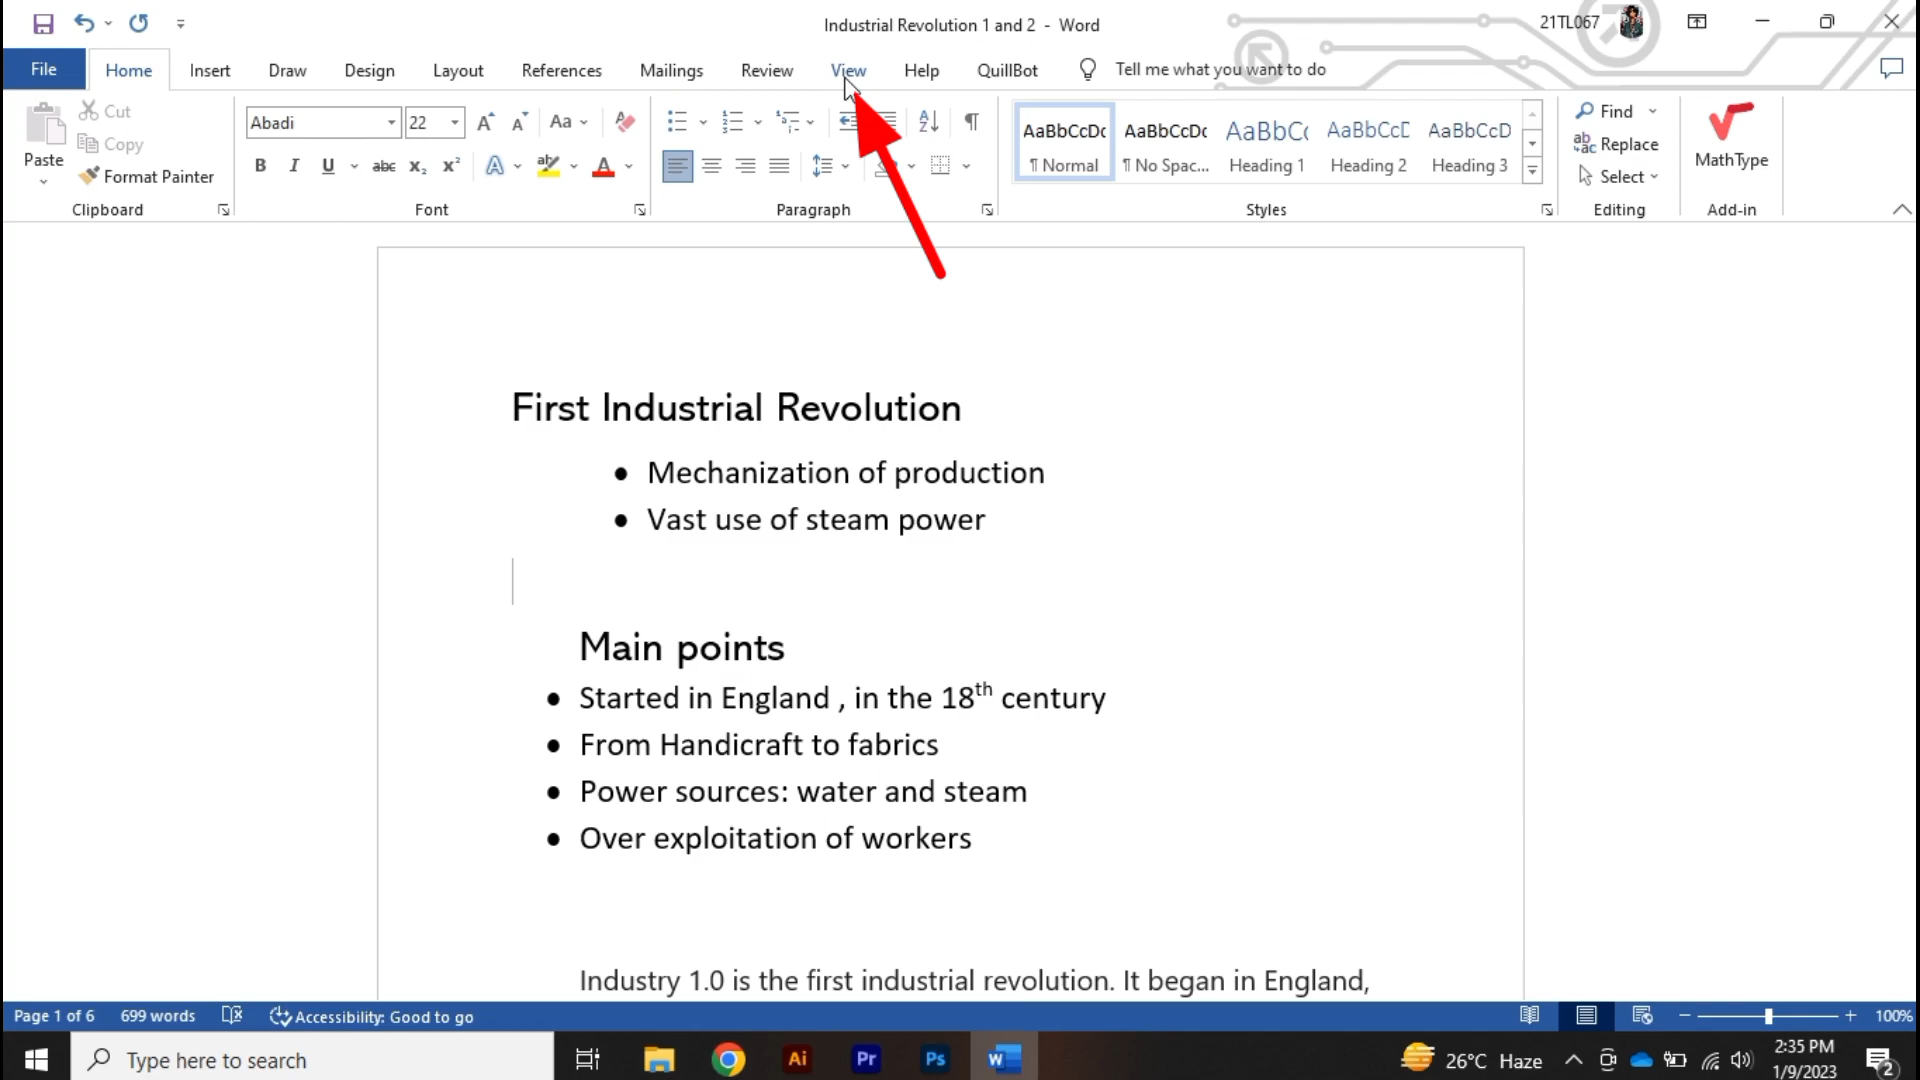 Industrial Revolution 1 and 2 - Word
21TL067
File Home Insert Draw Design Layout References Mailings Review View Help QuillBot Tell me what you want to do
Paste
Cut
Copy
Format Painter
Clipboard
Abadi 22
Font
Paragraph
AaBbCcDc ¶ Normal
AaBbCcDc ¶ No Spac...
AaBbC( Heading 1
AaBbCcD Heading 2
AaBbCcD Heading 3
Styles
Find
Replace
Select
Editing
MathType
Add-in
First Industrial Revolution
• Mechanization of production
• Vast use of steam power
Main points
• Started in England , in the 18th century
• From Handicraft to fabrics
• Power sources: water and steam
• Over exploitation of workers
Industry 1.0 is the first industrial revolution. It began in England,
Page 1 of 6 699 words Accessibility: Good to go 100%
Type here to search
Ai Pr Ps W
26°C Haze
2:35 PM
1/9/2023
2